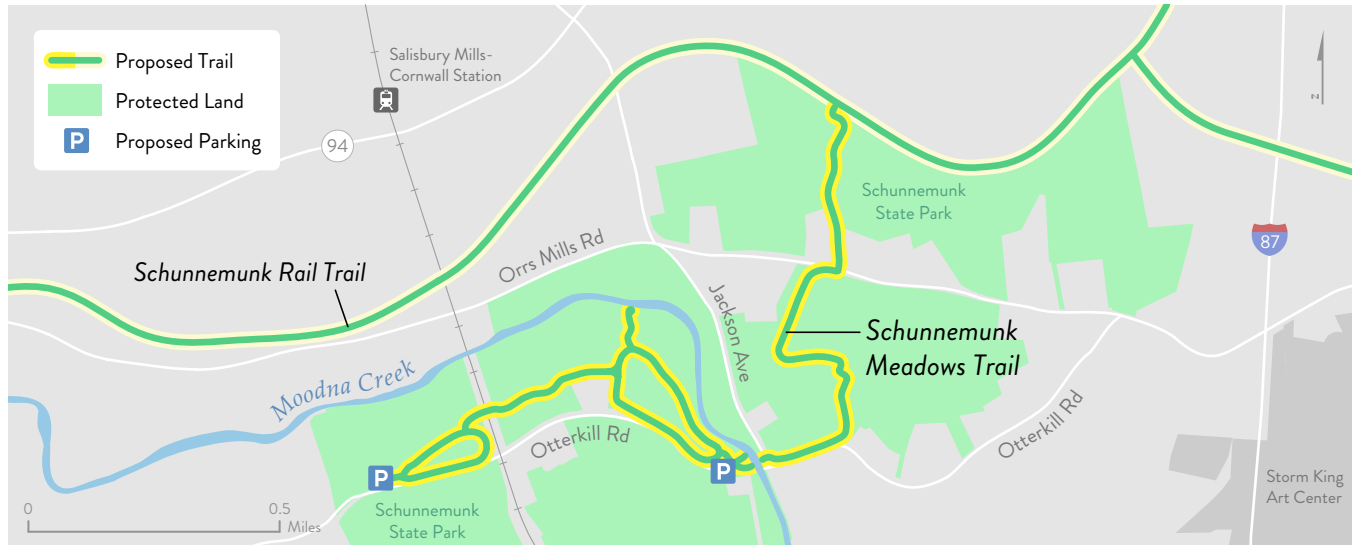 Proposed Trail
Protected Land
P
Proposed Parking
Salisbury Mills-
Cornwall Station
94
N
Schunnemunk
State Park
87
Schunnemunk Rail Trail
Orrs Mills Rd
Jackson Ave
Schunnemunk
Meadows Trail
Moodna Creek
Otterkill Rd
Otterkill Rd
P
P
Schunnemunk
State Park
Storm King
Art Center
0
0.5
Miles